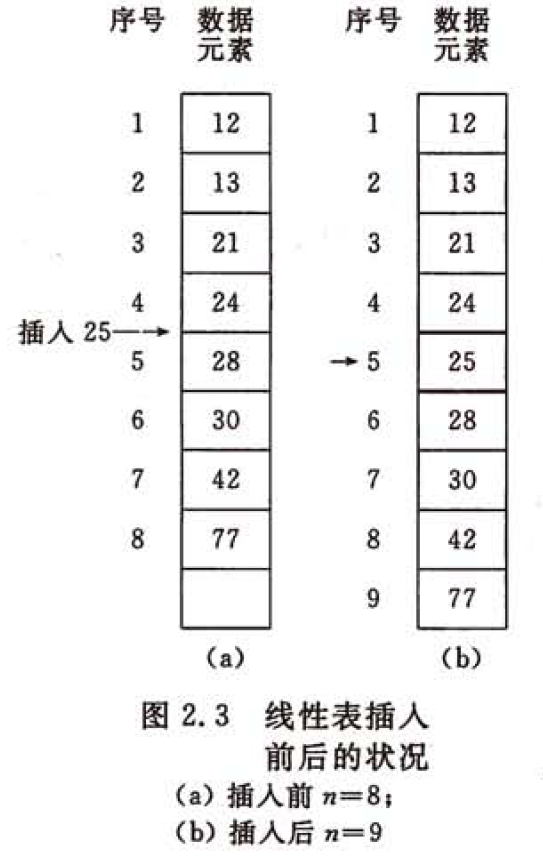 序号 数据 序号 数据
元素 元素
1 12 1 12
2 13 2 13
3 21 3 21
4 24 4 24
插入 25
5 28 5 25
6 30 6 28
7 42 7 30
8 77 8 42
9 77
(a) (b)
图 2.3 线性表插入
前后的状况
(a) 插入前 n=8;
(b) 插入后 n=9